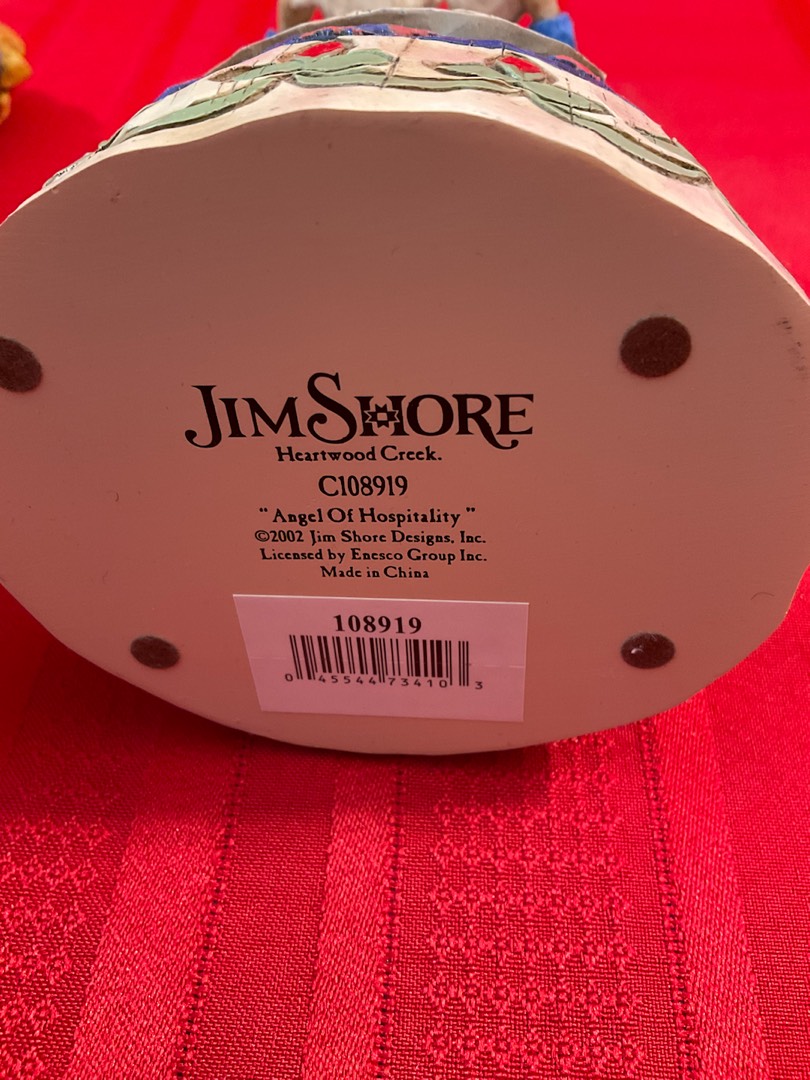 JIM SHORE
Heartwood Creek.
C108919
"Angel Of Hospitality"
©2002 Jim Shore Designs, Inc.
Licensed by Enesco Group Inc.
Made in China
108919
0 45544 73410 3